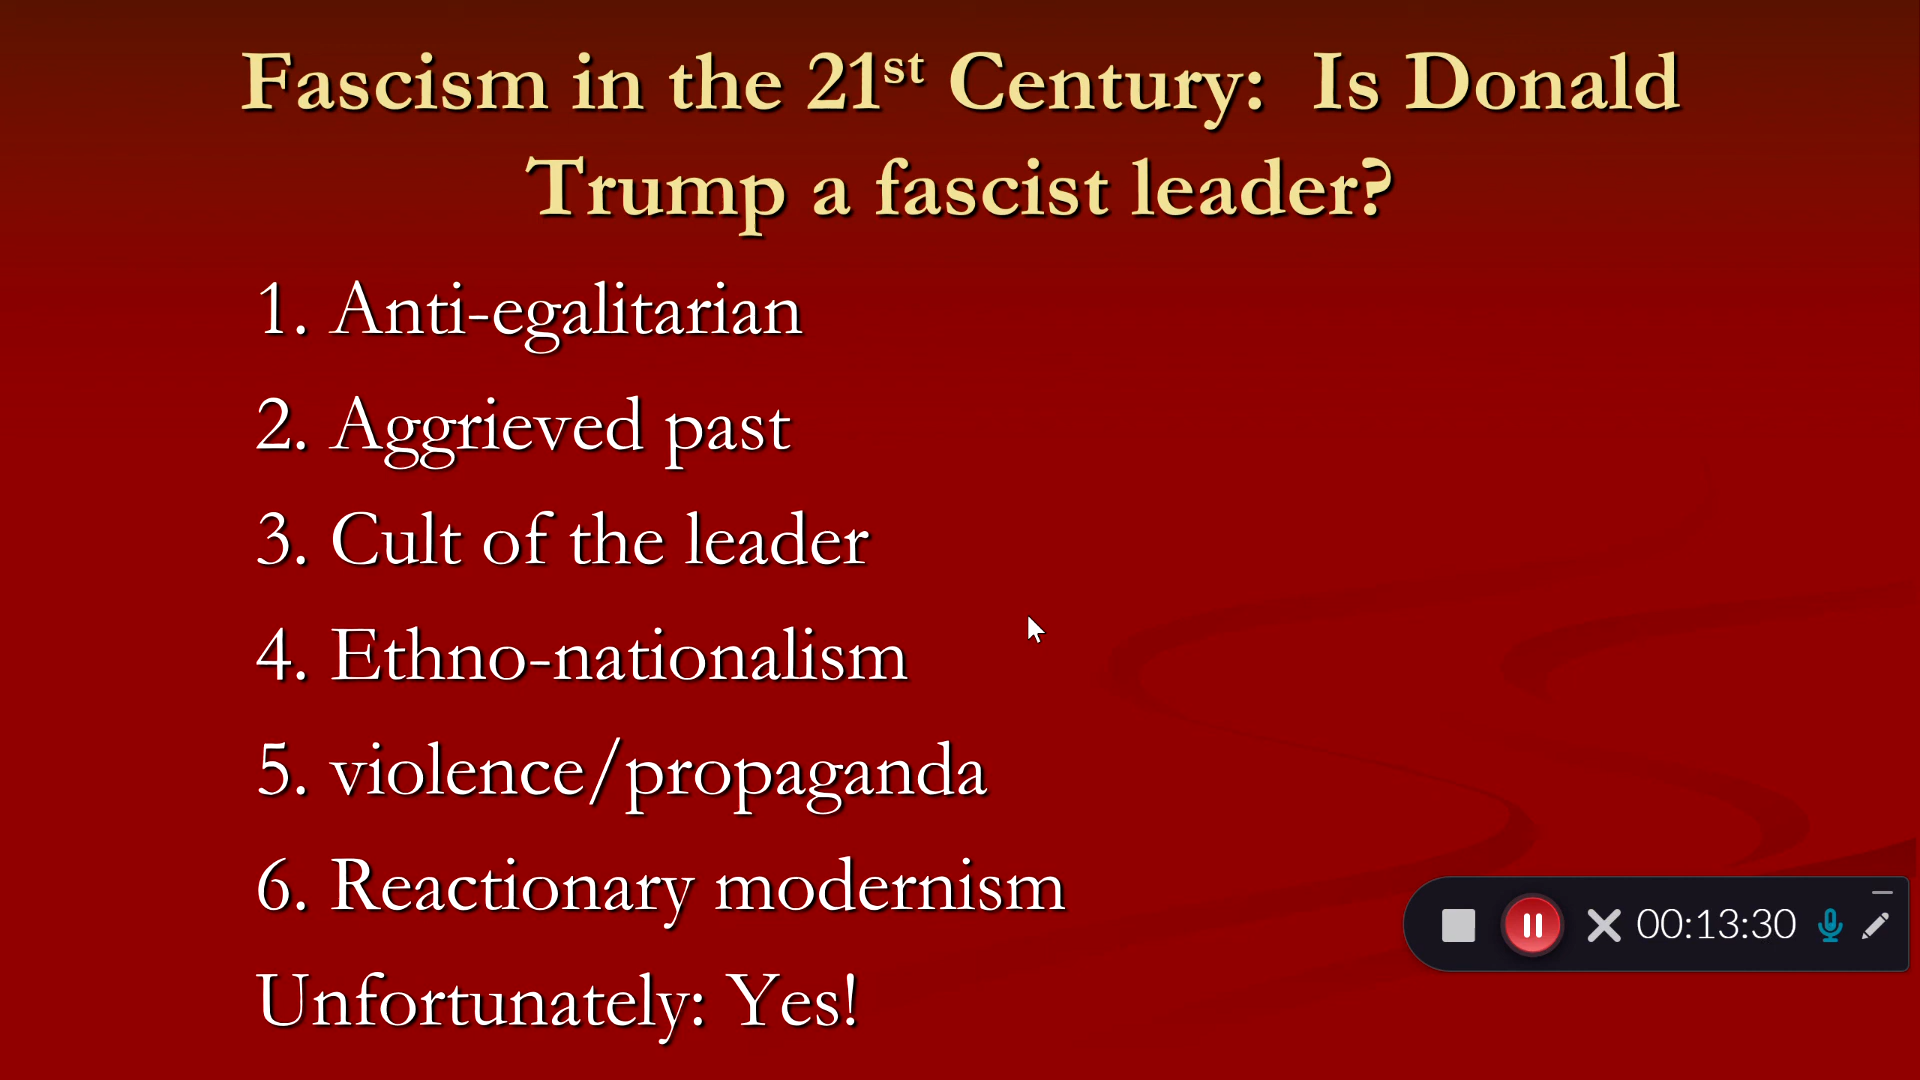 Fascism in the 21st Century: Is Donald
Trump a fascist leader?
1. Anti-egalitarian
2. Aggrieved past
3. Cult of the leader
4. Ethno-nationalism
5. violence/propaganda
6. Reactionary modernism
00:13:30
Unfortunately: Yes!